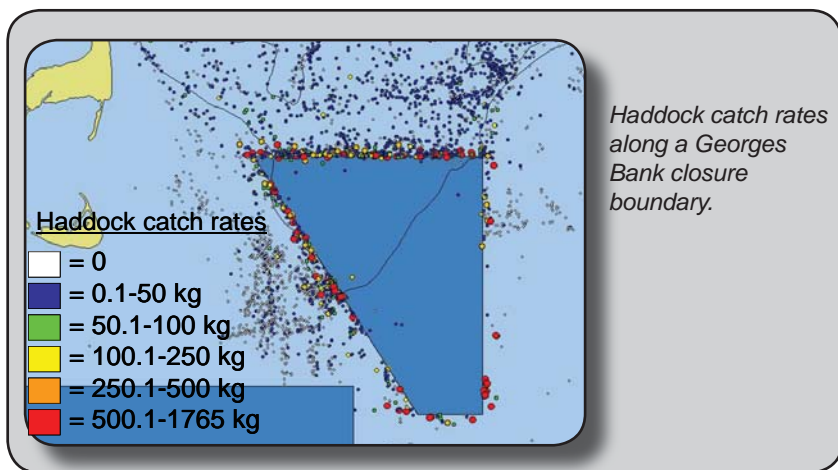 Haddock catch rates
along a Georges
Bank closure
boundary.
Haddock catch rates
= 0
= 0.1-50 kg
= 50.1-100 kg
= 100.1-250 kg
= 250.1-500 kg
= 500.1-1765 kg